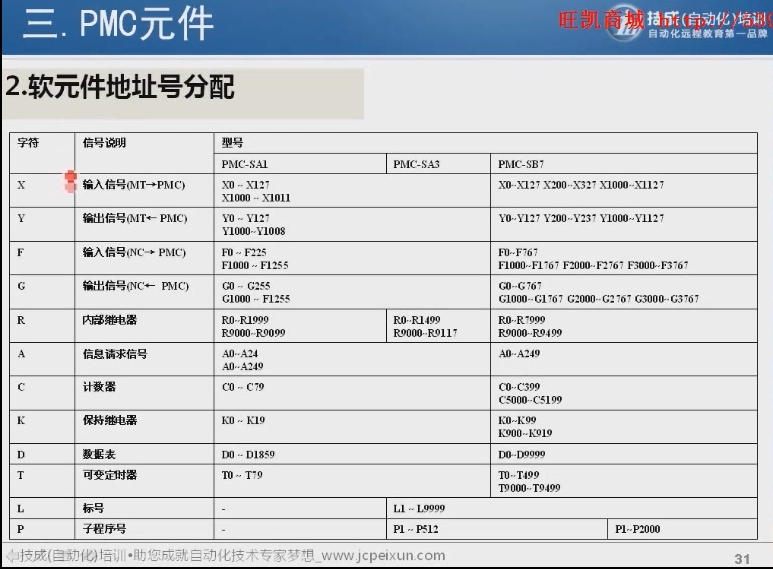 三. PMC元件
旺凯商城 http
技成(自动化)培训
自动化远程教育第一品牌
2.软元件地址号分配
字符 信号说明 型号
PMC-SA1 PMC-SA3 PMC-SB7
X 输入信号(MT→PMC) X0 ~ X127 X0~X127 X200~X327 X1000~X1127
X1000 ~ X1011
Y 输出信号(MT← PMC) Y0 ~ Y127 Y0~Y127 Y200~Y237 Y1000~Y1127
Y1000~Y1008
F 输入信号(NC→ PMC) F0 ~ F225 F0~F767
F1000 ~ F1255 F1000~F1767 F2000~F2767 F3000~F3767
G 输出信号(NC← PMC) G0 ~ G255 G0~G767
G1000 ~ F1255 G1000~G1767 G2000~G2767 G3000~G3767
R 内部继电器 R0~R1999 R0~R1499 R0~R7999
R9000~R9099 R9000~R9117 R9000~R9499
A 信息请求信号 A0~A24 A0~A249
A0~A249
C 计数器 C0 ~ C79 C0~C399
C5000~C5199
K 保持继电器 K0 ~ K19 K0~K99
K900~K919
D 数据表 D0 ~ D1859 D0~D9999
T 可变定时器 T0 ~ T79 T0~T499
T9000~T9499
L 标号 - L1 ~ L9999
P 子程序号 - P1 ~ P512 P1~P2000
技成(自动化)培训•助您成就自动化技术专家梦想_www.jcpeixun.com
31